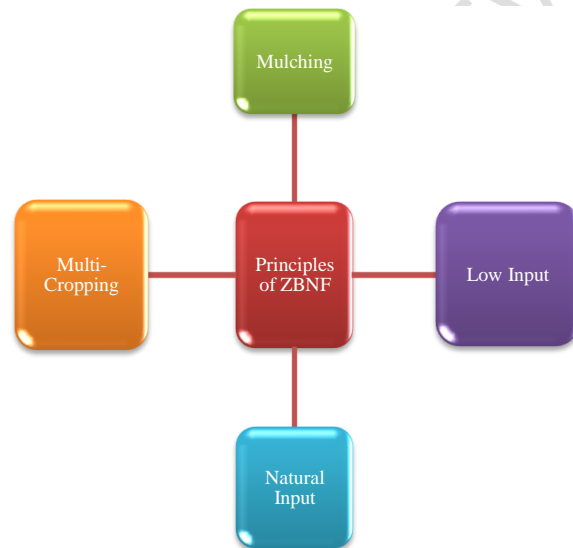 Mulching
Multi-
Cropping
Principles
of ZBNF
Low Input
Natural
Input